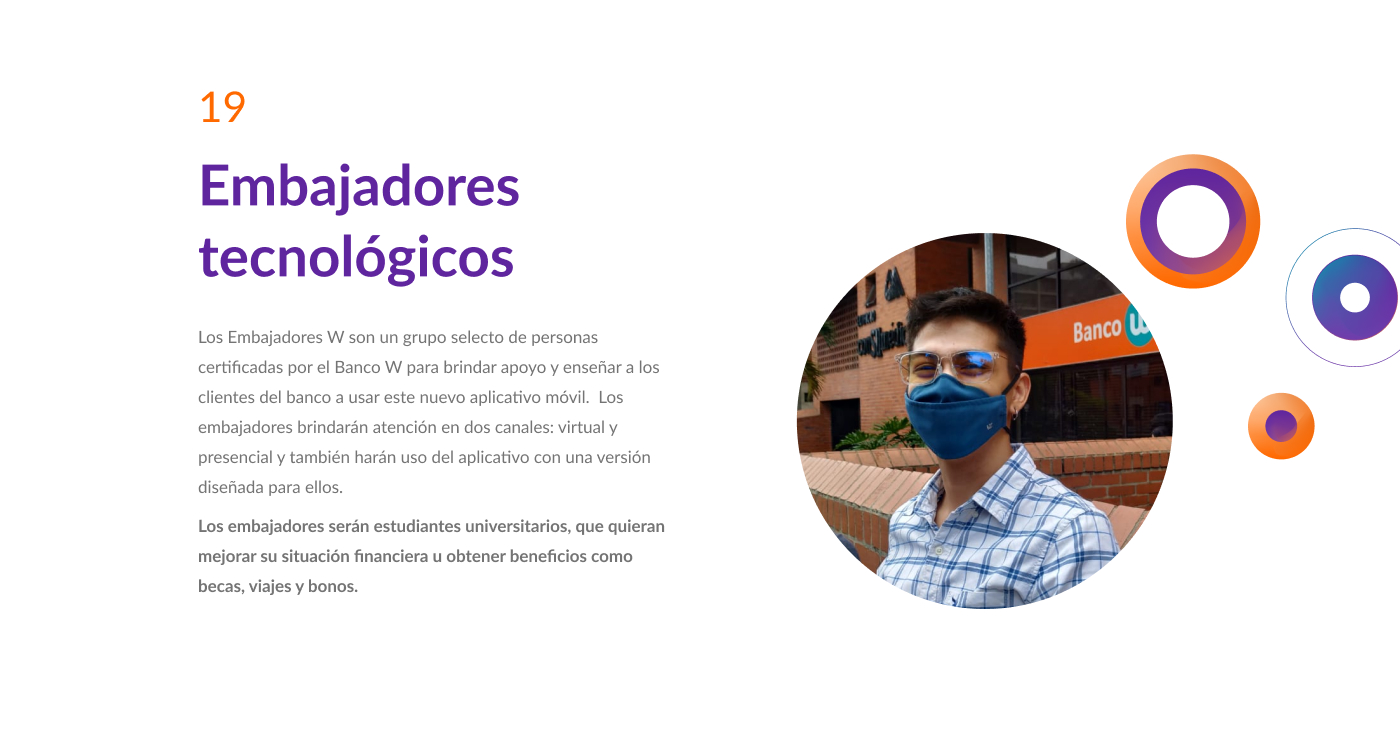 19
Embajadores
tecnológicos
Los Embajadores W son un grupo selecto de personas
certificadas por el Banco W para brindar apoyo y enseñar a los
clientes del banco a usar este nuevo aplicativo móvil.  Los
embajadores brindarán atención en dos canales: virtual y
presencial y también harán uso del aplicativo con una versión
diseñada para ellos.
Los embajadores serán estudiantes universitarios, que quieran
mejorar su situación financiera u obtener beneficios como
becas, viajes y bonos.
Banco W